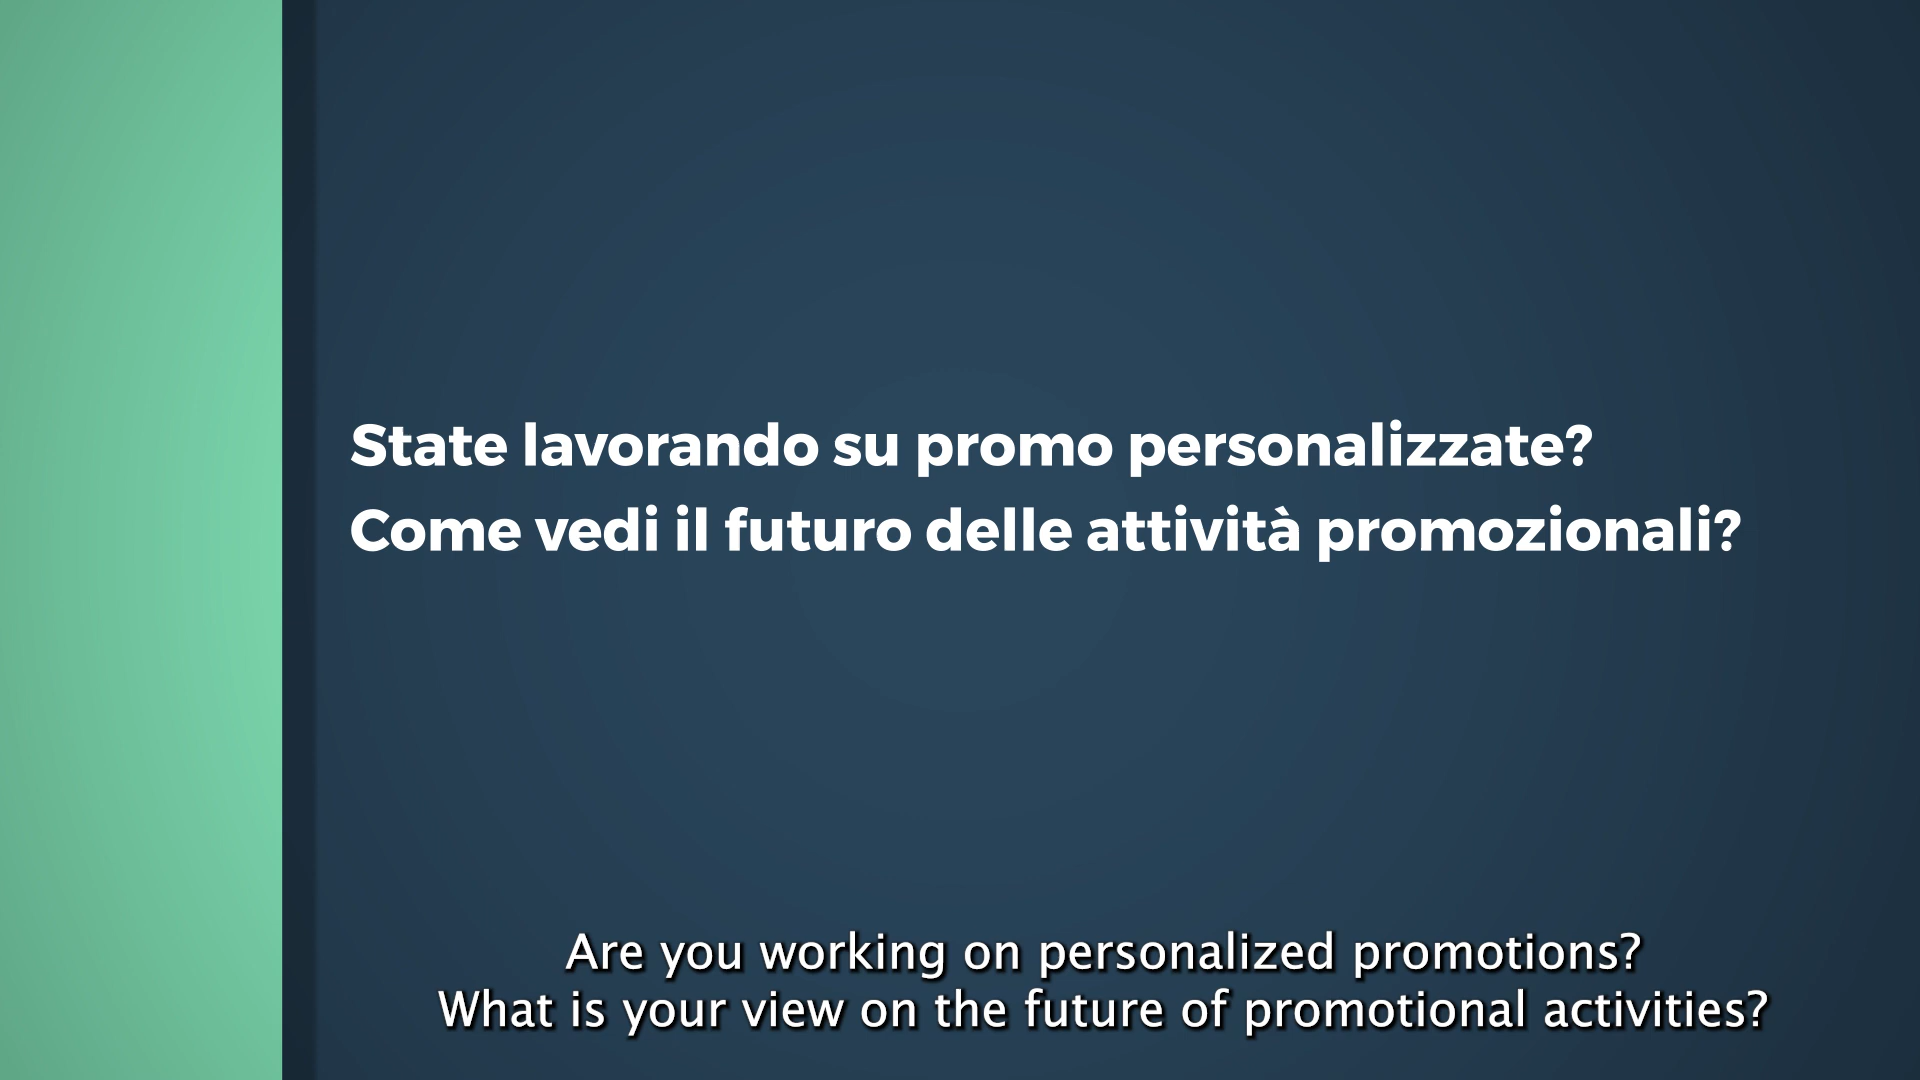 State lavorando su promo personalizzate?
Come vedi il futuro delle attività promozionali?
Are you working on personalized promotions?
What is your view on the future of promotional activities?